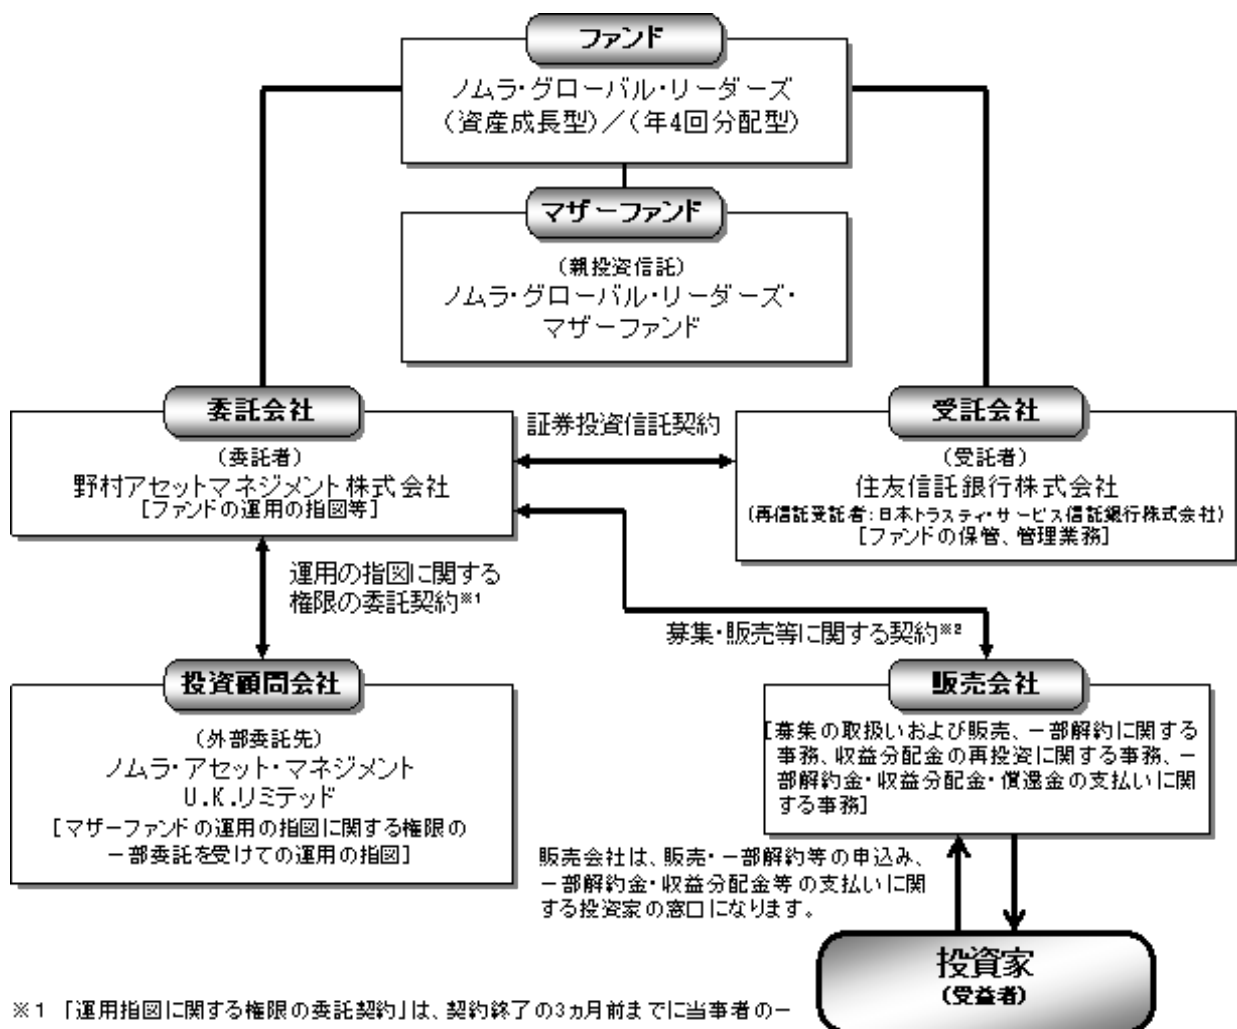 ファンド
ノムラ・グローバル・リーダーズ
(資産成長型)／(年4回分配型)
マザーファンド
(親投資信託)
ノムラ・グローバル・リーダーズ・
マザーファンド
委託会社
(委託者)
野村アセットマネジメント株式会社
[ファンドの運用の指図等]
証券投資信託契約
受託会社
(受託者)
住友信託銀行株式会社
(再信託受託者：日本トラスティ・サービス信託銀行株式会社)
[ファンドの保管、管理業務]
運用の指図に関する
権限の委託契約※1
募集・販売等に関する契約※2
投資顧問会社
(外部委託先)
ノムラ・アセット・マネジメント
U.K.リミテッド
[マザーファンドの運用の指図に関する権限の
一部委託を受けての運用の指図]
販売会社
[募集の取扱いおよび販売、一部解約に関する
事務、収益分配金の再投資に関する事務、一
部解約金・収益分配金・償還金の支払いに関
する事務]
販売会社は、販売・一部解約等の申込み、
一部解約金・収益分配金等の支払いに関
する投資家の窓口になります。
投資家
(受益者)
※1 「運用指図に関する権限の委託契約」は、契約終了の3ヵ月前までに当事者の一